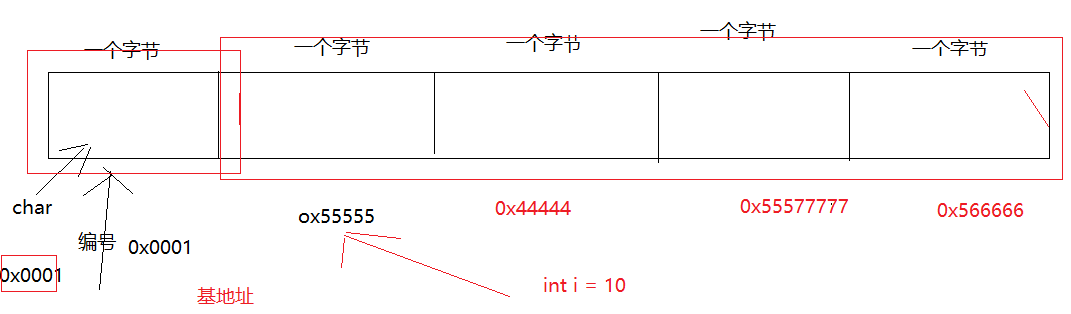 一个字节
一个字节
一个字节
一个字节
一个字节
char
ox55555
0x44444
0x55577777
0x566666
编号
0x0001
0x0001
基地址
int i = 10